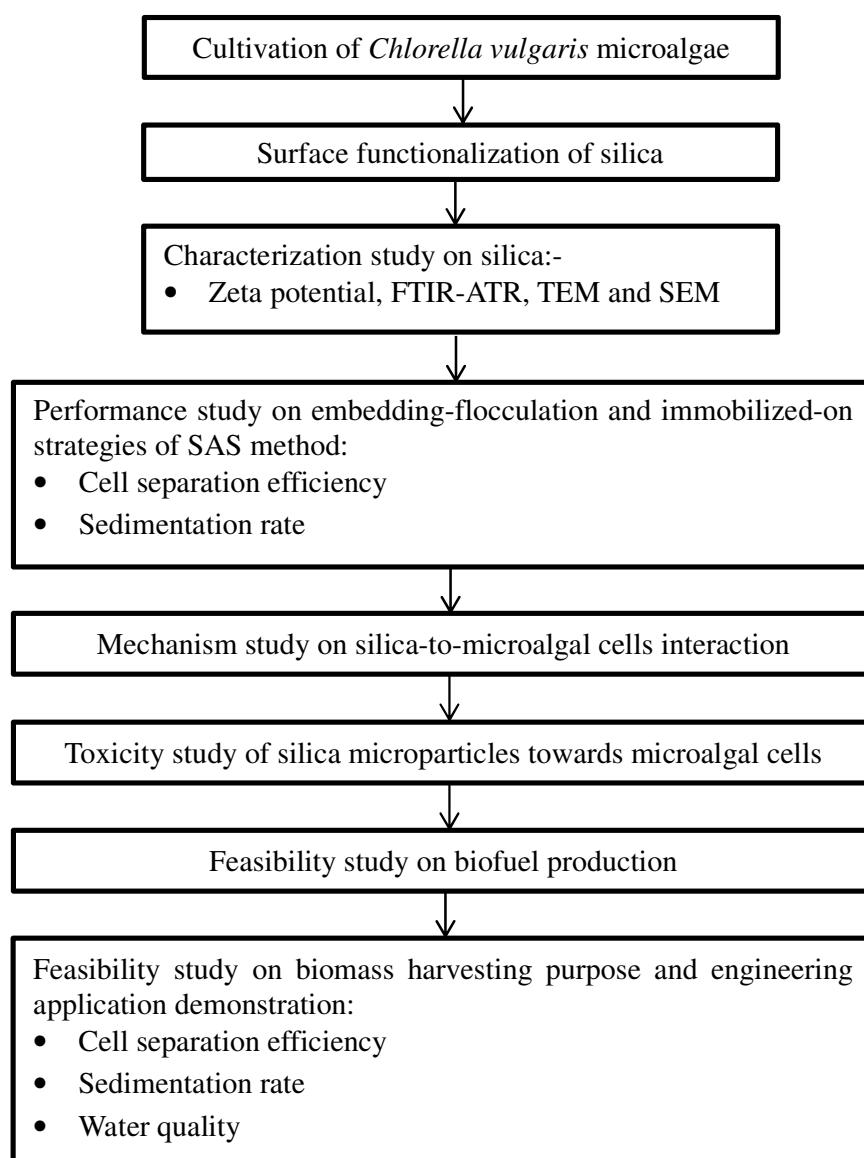 Cultivation of Chlorella vulgaris microalgae
Surface functionalization of silica
Characterization study on silica:-
• Zeta potential, FTIR-ATR, TEM and SEM
Performance study on embedding-flocculation and immobilized-on
strategies of SAS method:
• Cell separation efficiency
• Sedimentation rate
Mechanism study on silica-to-microalgal cells interaction
Toxicity study of silica microparticles towards microalgal cells
Feasibility study on biofuel production
Feasibility study on biomass harvesting purpose and engineering
application demonstration:
• Cell separation efficiency
• Sedimentation rate
• Water quality